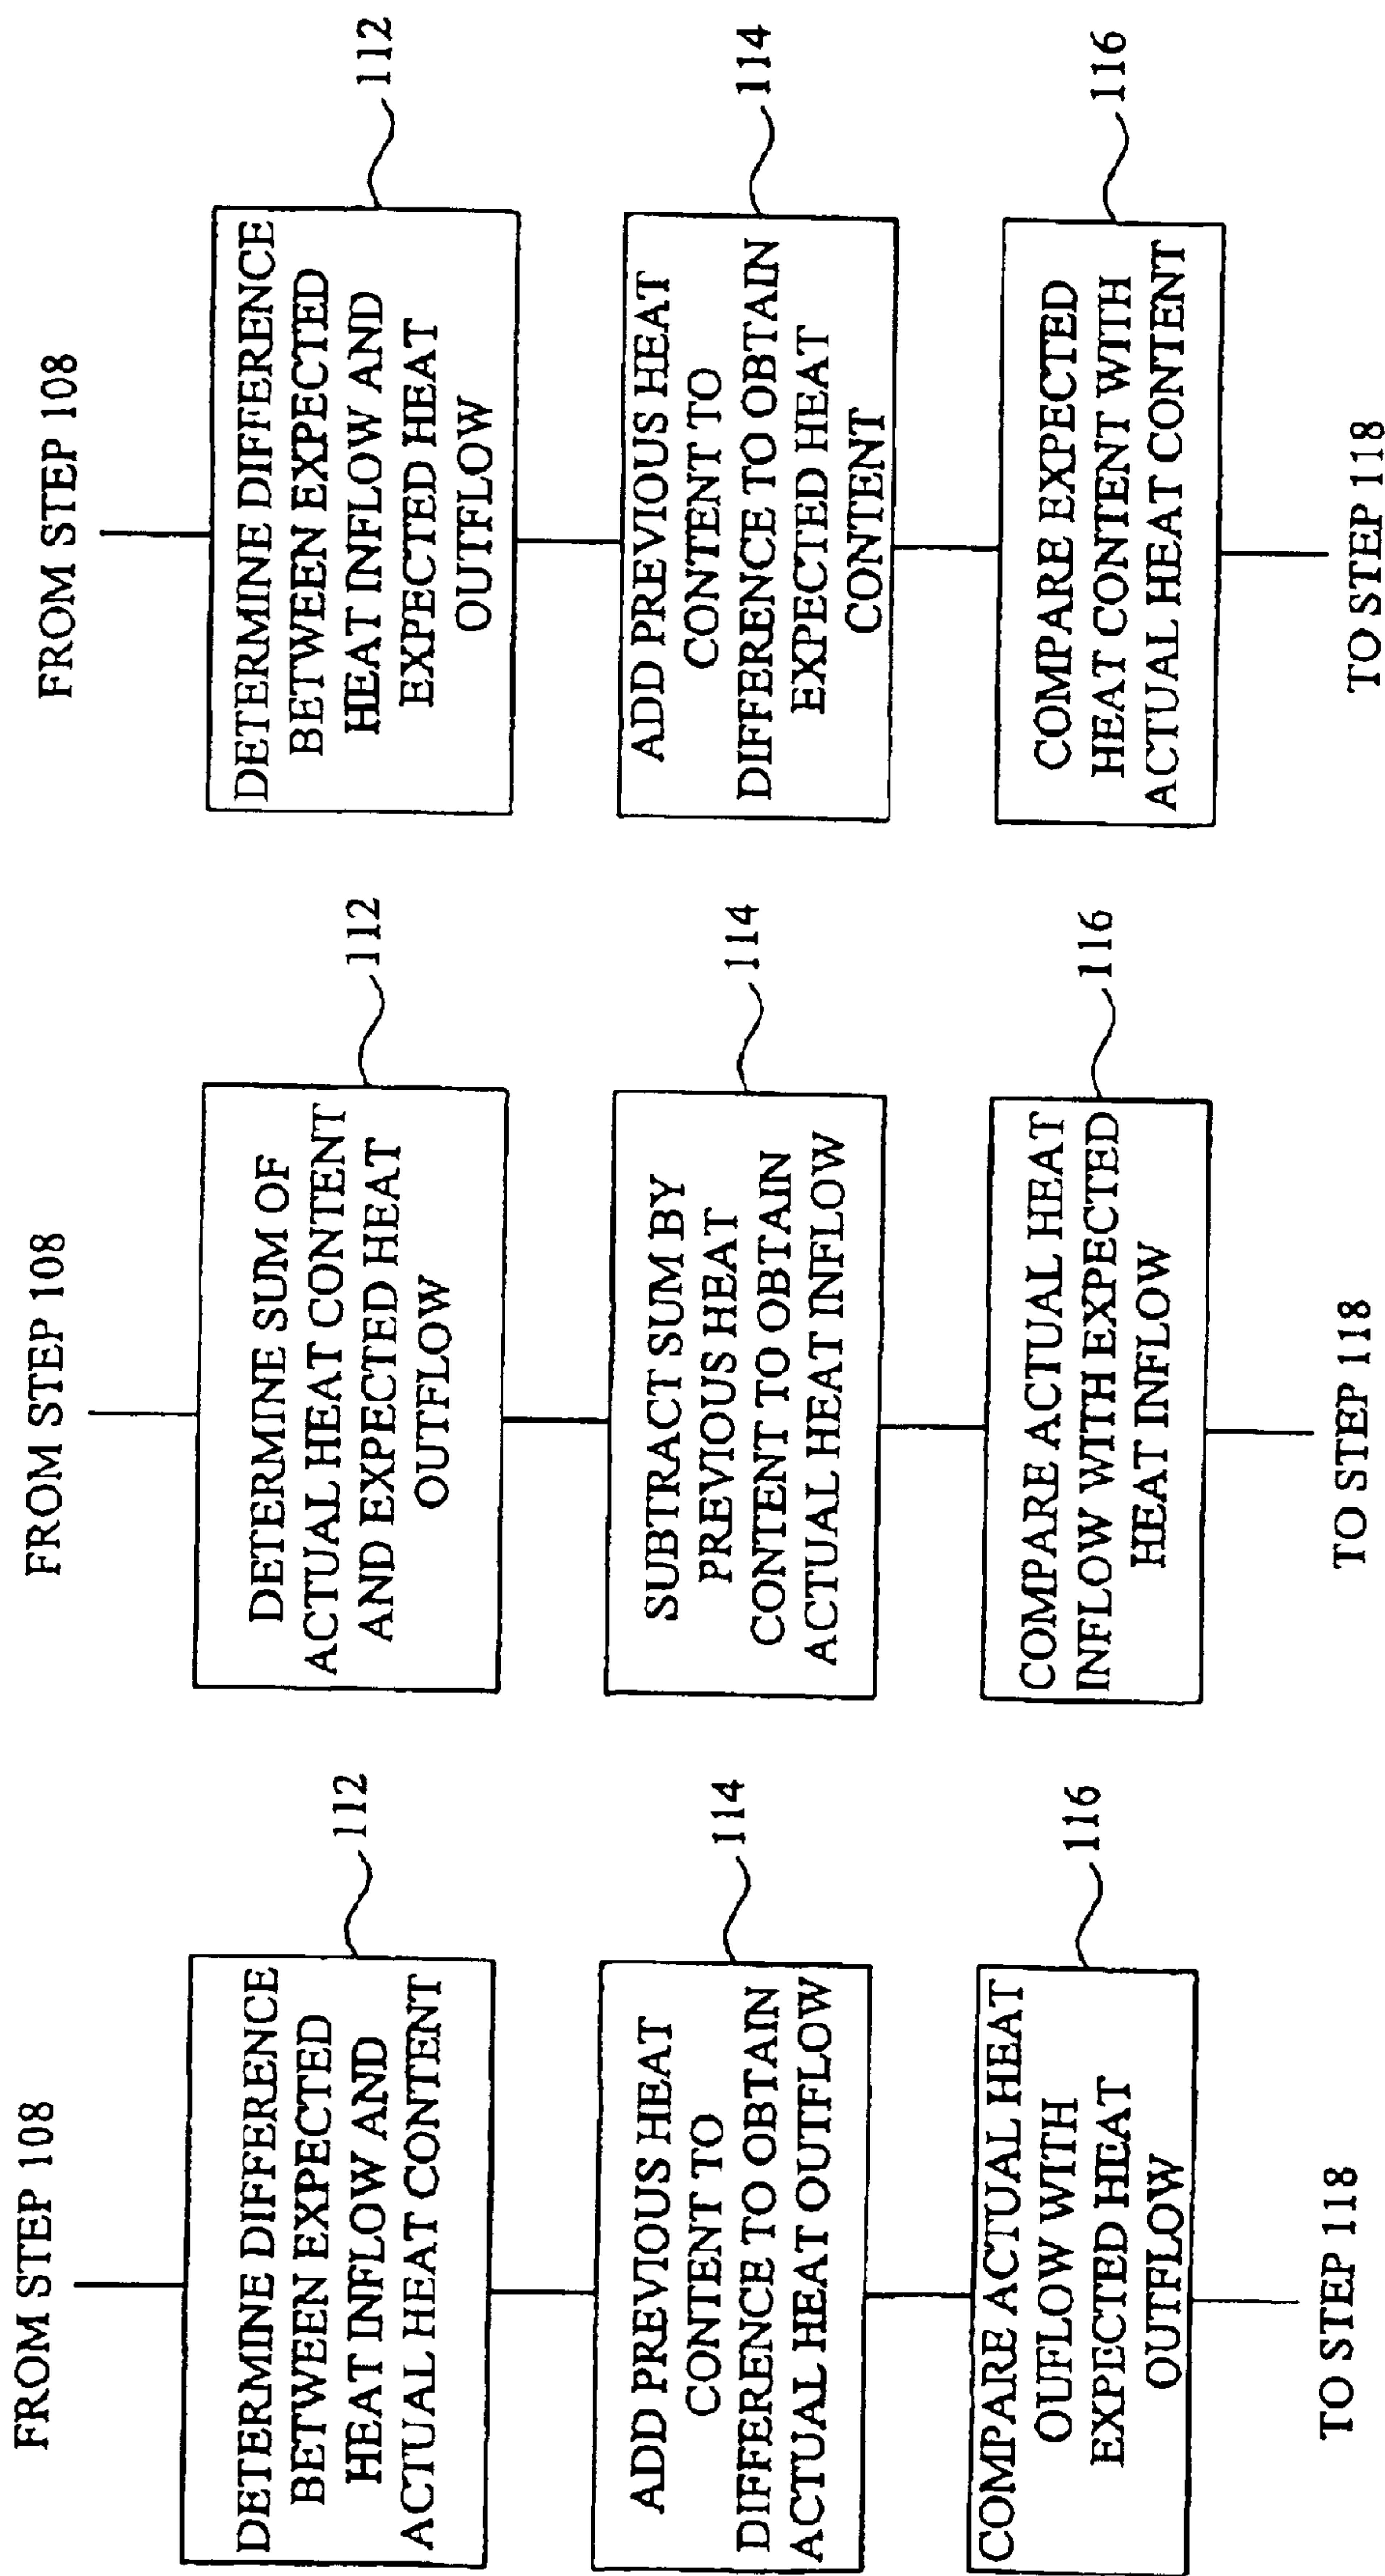 FROM STEP 108
DETERMINE DIFFERENCE
BETWEEN EXPECTED
HEAT INFLOW AND
ACTUAL HEAT CONTENT
112
ADD PREVIOUS HEAT
CONTENT TO
DIFFERENCE TO OBTAIN
ACTUAL HEAT OUTFLOW
114
COMPARE ACTUAL HEAT
OUFLOW WITH
EXPECTED HEAT
OUTFLOW
116
TO STEP 118
FROM STEP 108
DETERMINE SUM OF
ACTUAL HEAT CONTENT
AND EXPECTED HEAT
OUTFLOW
112
SUBTRACT SUM BY
PREVIOUS HEAT
CONTENT TO OBTAIN
ACTUAL HEAT INFLOW
114
COMPARE ACTUAL HEAT
INFLOW WITH EXPECTED
HEAT INFLOW
116
TO STEP 118
FROM STEP 108
DETERMINE DIFFERENCE
BETWEEN EXPECTED
HEAT INFLOW AND
EXPECTED HEAT
OUTFLOW
112
ADD PREVIOUS HEAT
CONTENT TO
DIFFERENCE TO OBTAIN
EXPECTED HEAT
CONTENT
114
COMPARE EXPECTED
HEAT CONTENT WITH
ACTUAL HEAT CONTENT
116
TO STEP 118